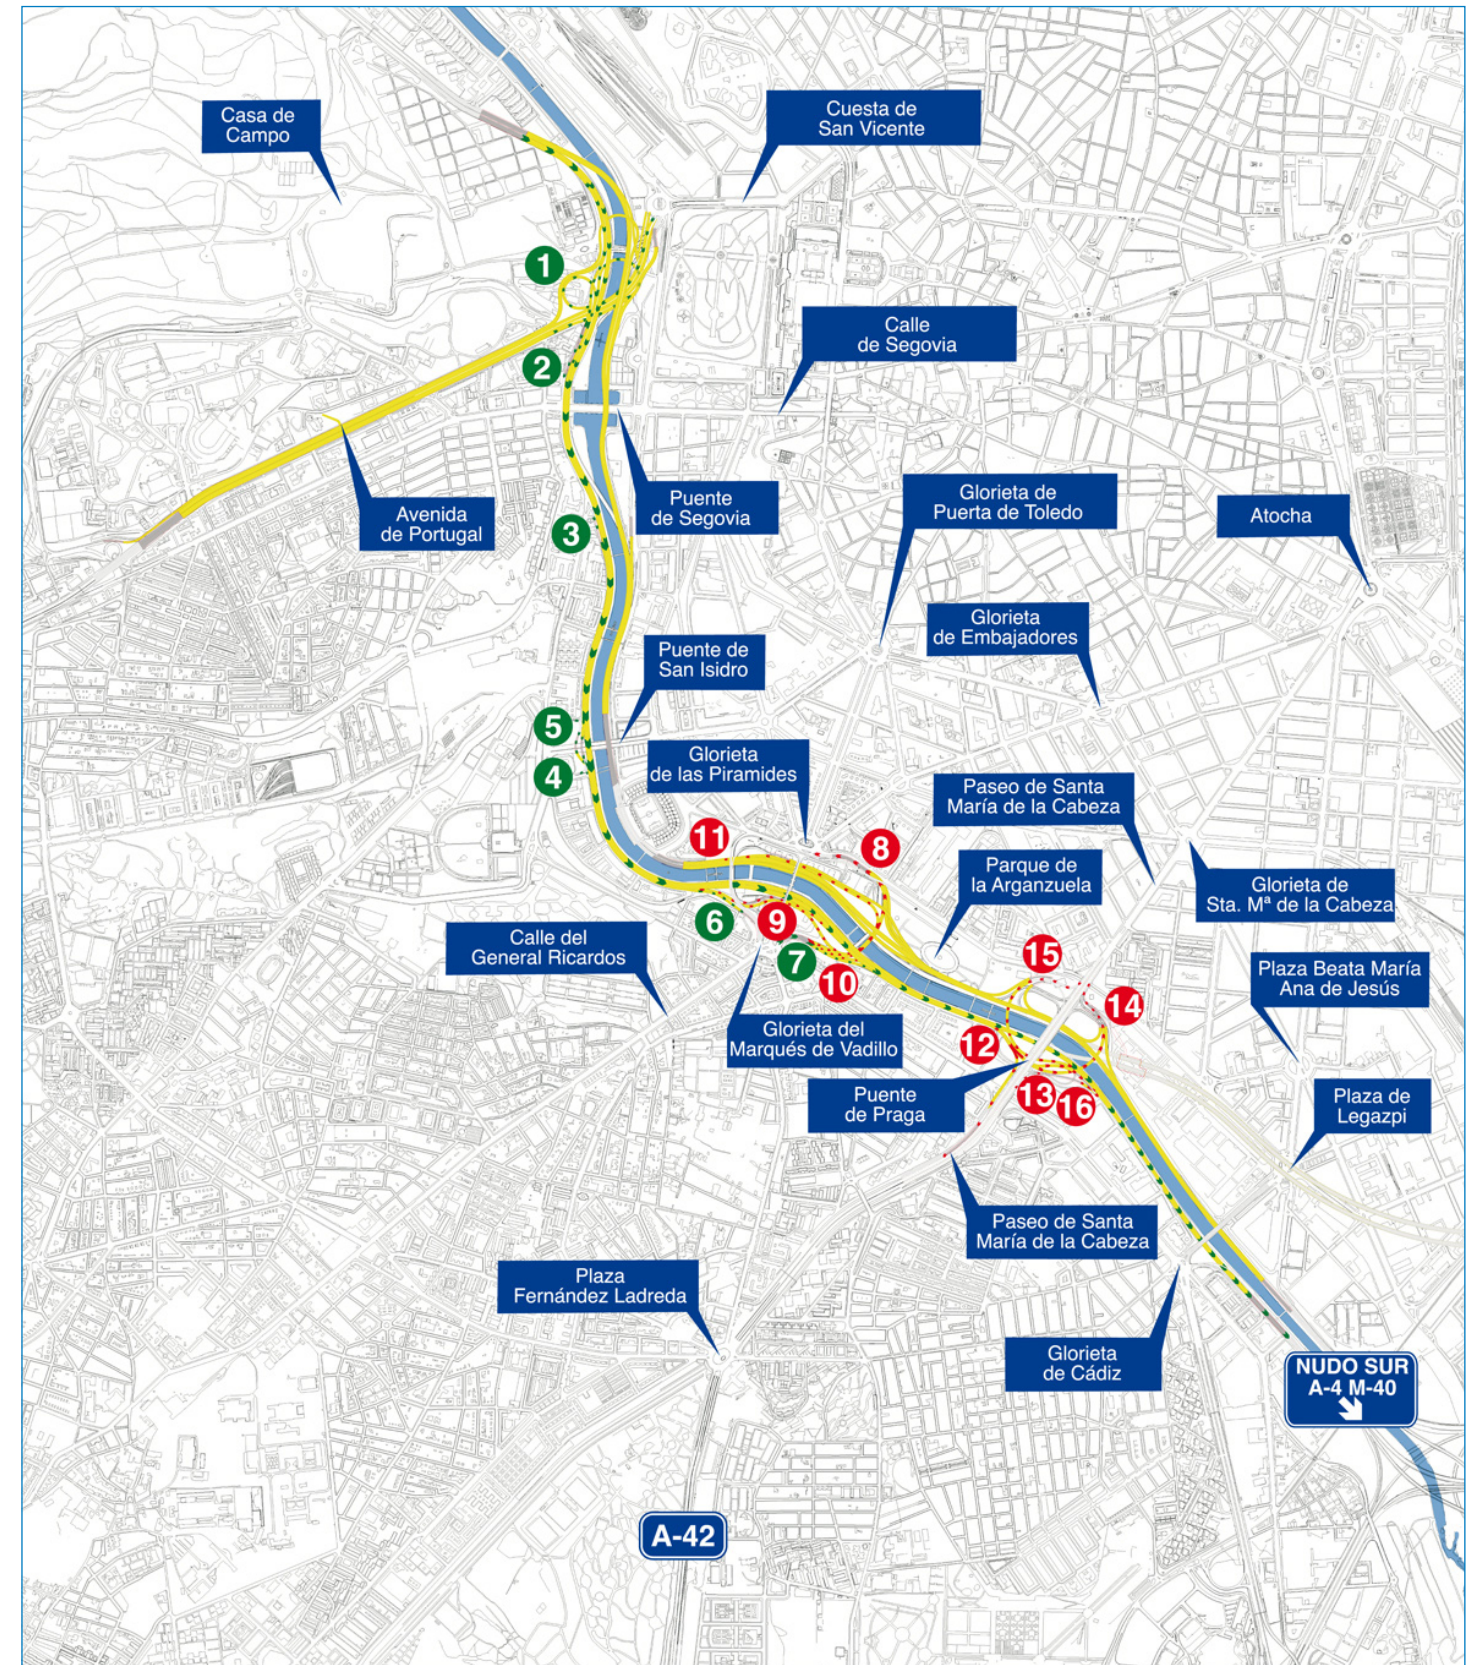 Casa de
Campo
Cuesta de
San Vicente
1
Calle
de Segovia
2
Puente
de Segovia
Glorieta de
Puerta de Toledo
Atocha
Avenida
de Portugal
3
Glorieta
de Embajadores
Puente de
San Isidro
5
4
Glorieta
de las Piramides
Paseo de Santa
María de la Cabeza
11
8
Parque de
la Arganzuela
Glorieta de
Sta. Mª de la Cabeza
6
9
7
10
Calle del
General Ricardos
15
14
Plaza Beata María
Ana de Jesús
Glorieta del
Marqués de Vadillo
12
13
16
Puente
de Praga
Plaza de
Legazpi
Paseo de Santa
María de la Cabeza
Plaza
Fernández Ladreda
Glorieta
de Cádiz
NUDO SUR
A-4 M-40
A-42